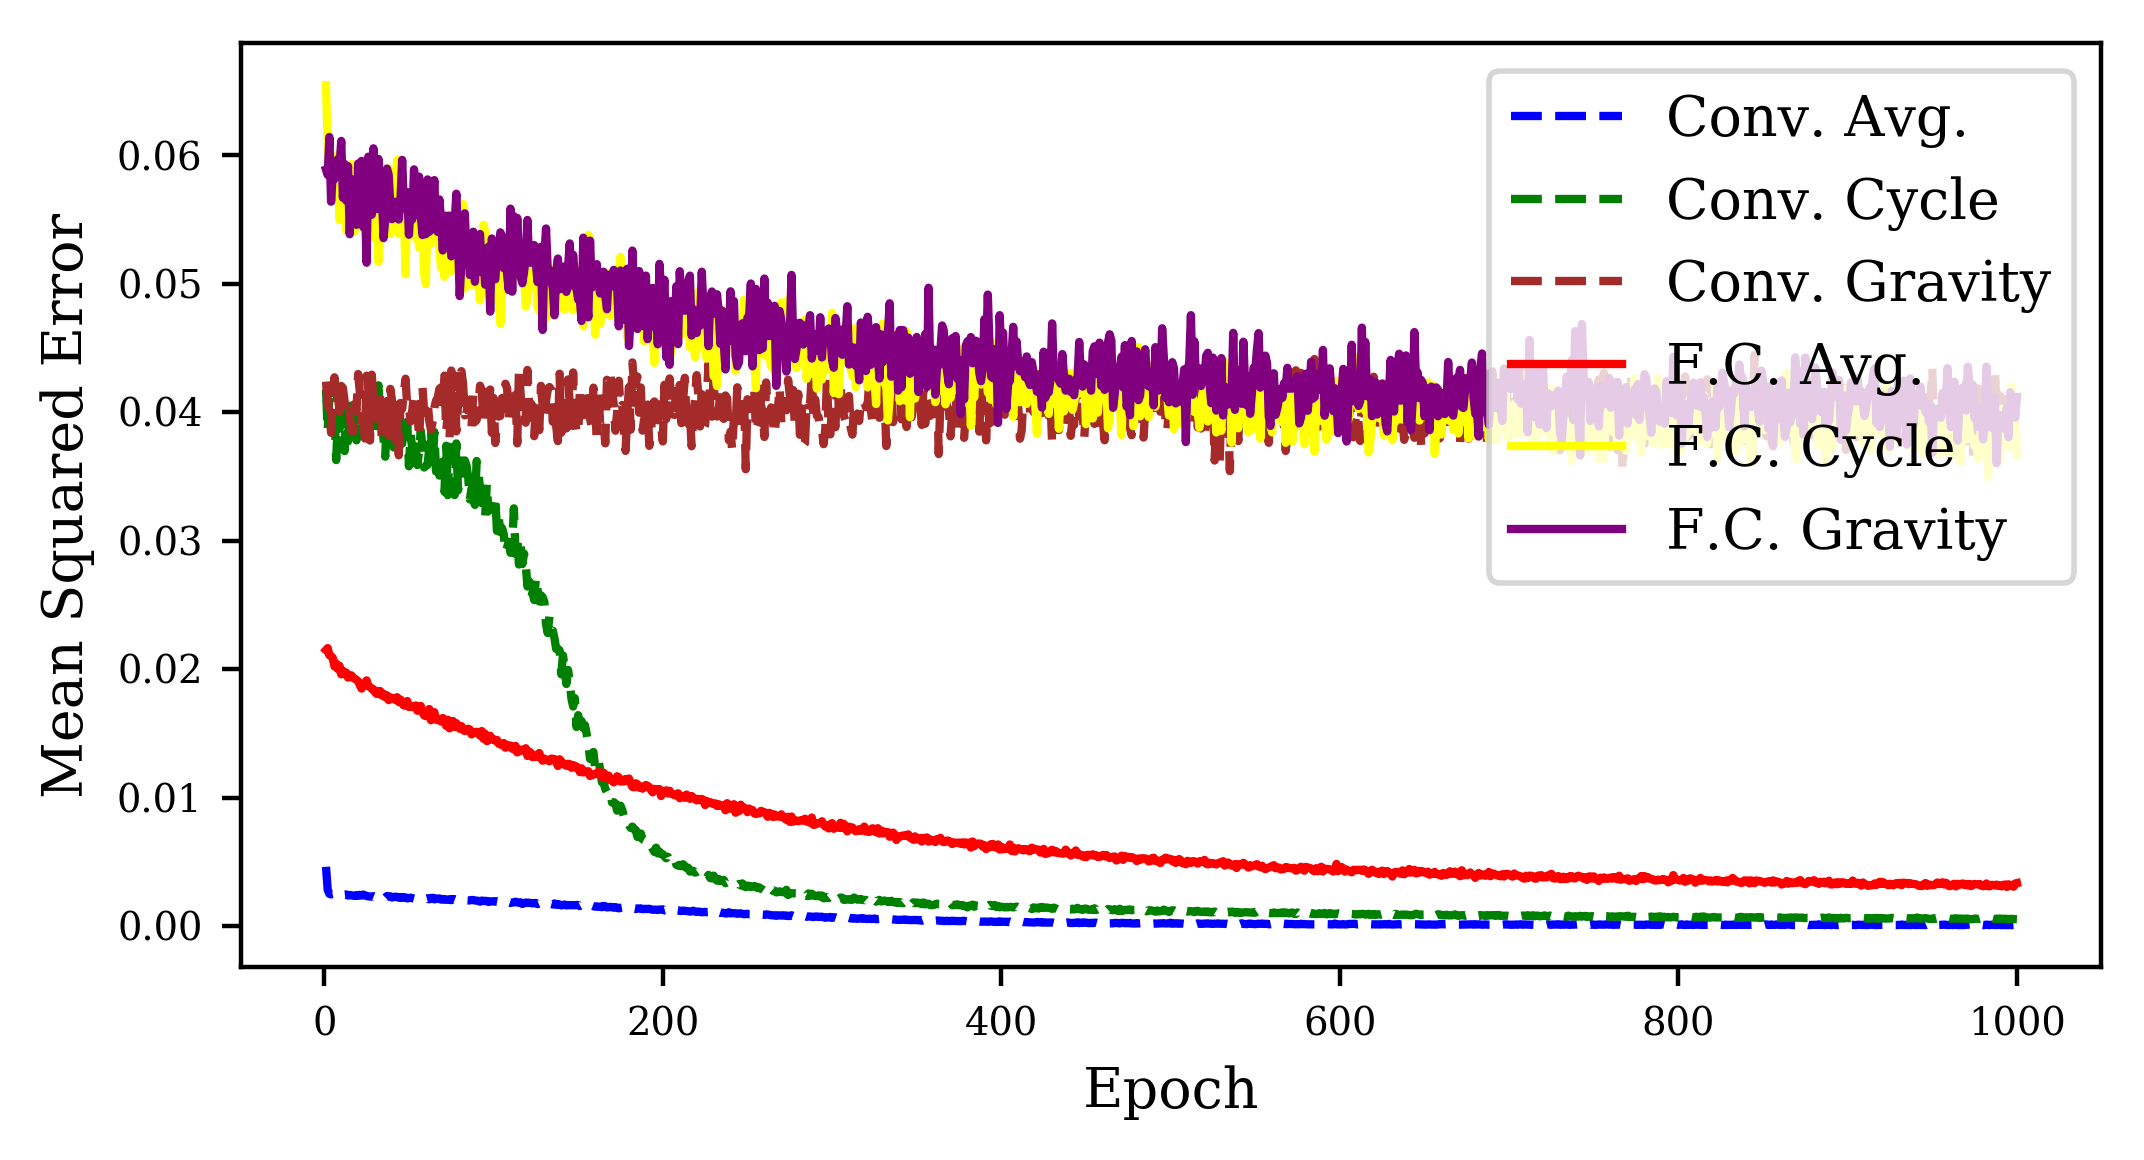 Mean Squared Error
0.06
0.05
0.04
0.03
0.02
0.01
0.00
Conv. Avg.
Conv. Cycle
Conv. Gravity
F.C. Avg.
F.C. Cycle
F.C. Gravity
0 200 400 600 800 1000
Epoch